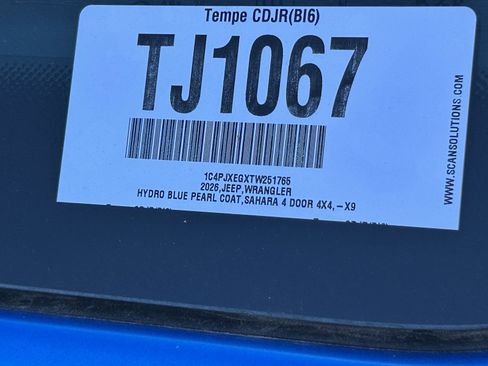 Tempe CDJR(BI6)
TJ1067
1C4PJXEGXTW251765
2026,JEEP,WRANGLER
HYDRO BLUE PEARL COAT,SAHARA 4 DOOR 4X4,-X9
WWW.SCANSOLUTIONS.COM